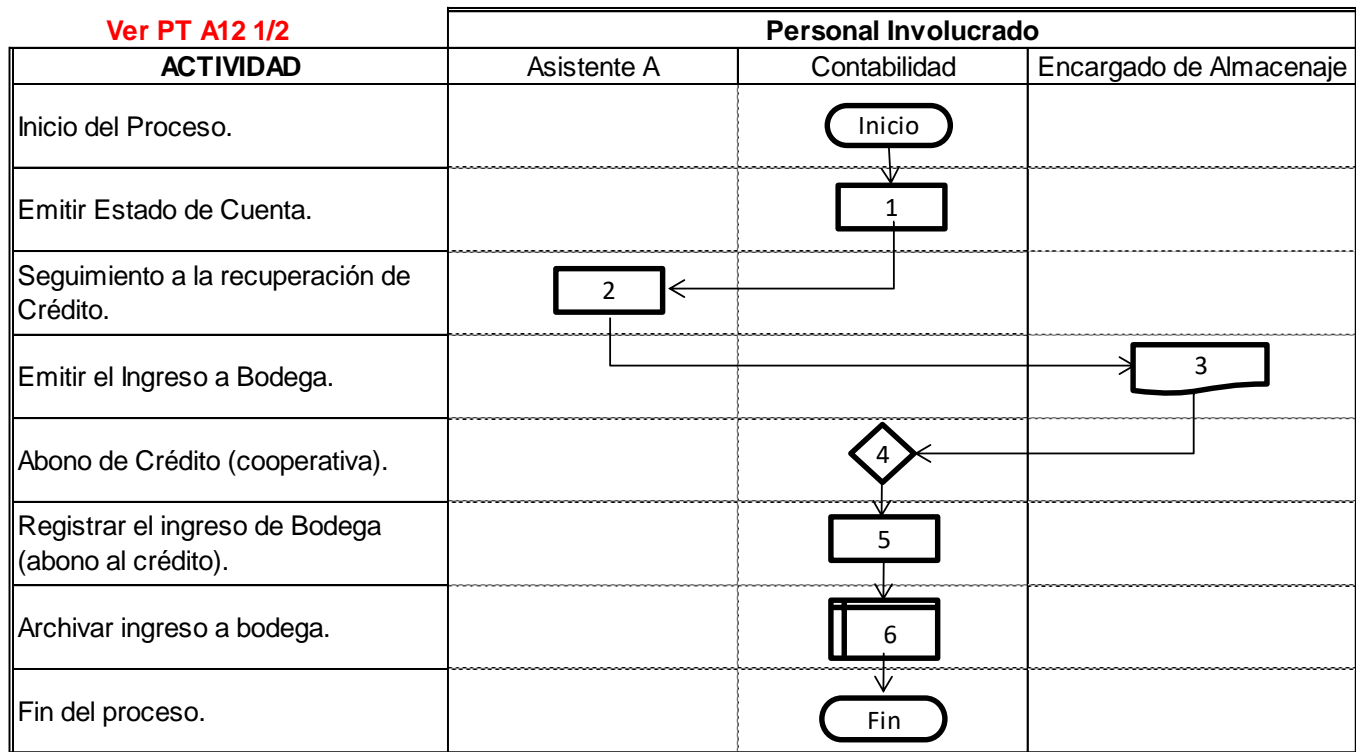 Ver PT A12 1/2
Personal Involucrado
ACTIVIDAD
Asistente A
Contabilidad
Encargado de Almacenaje
Inicio del Proceso.
Inicio
Emitir Estado de Cuenta.
1
Seguimiento a la recuperación de
Crédito.
2
Emitir el Ingreso a Bodega.
3
Abono de Crédito (cooperativa).
4
Registrar el ingreso de Bodega
(abono al crédito).
5
Archivar ingreso a bodega.
6
Fin del proceso.
Fin